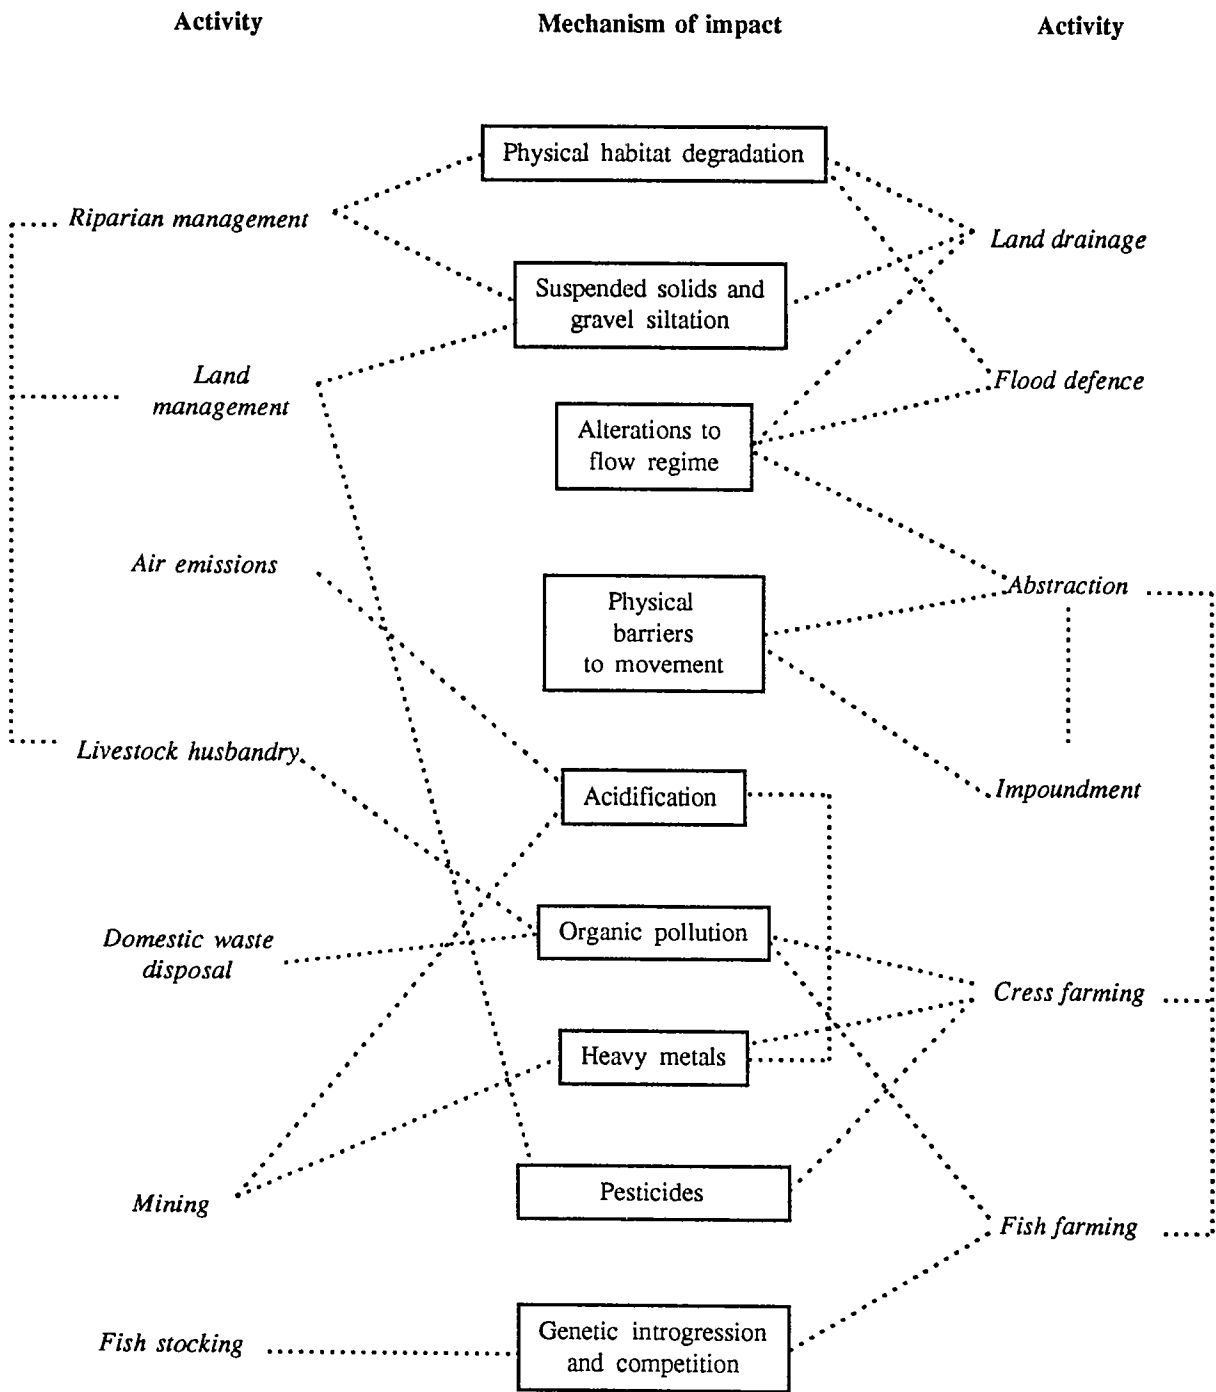 Activity
Mechanism of impact
Activity
Physical habitat degradation
Riparian management
Land drainage
Suspended solids and
gravel siltation
Land
management
Flood defence
Alterations to
flow regime
Air emissions
Abstraction
Physical
barriers
to movement
Livestock husbandry
Acidification
Impoundment
Organic pollution
Domestic waste
disposal
Cress farming
Heavy metals
Mining
Pesticides
Fish farming
Fish stocking
Genetic introgression
and competition